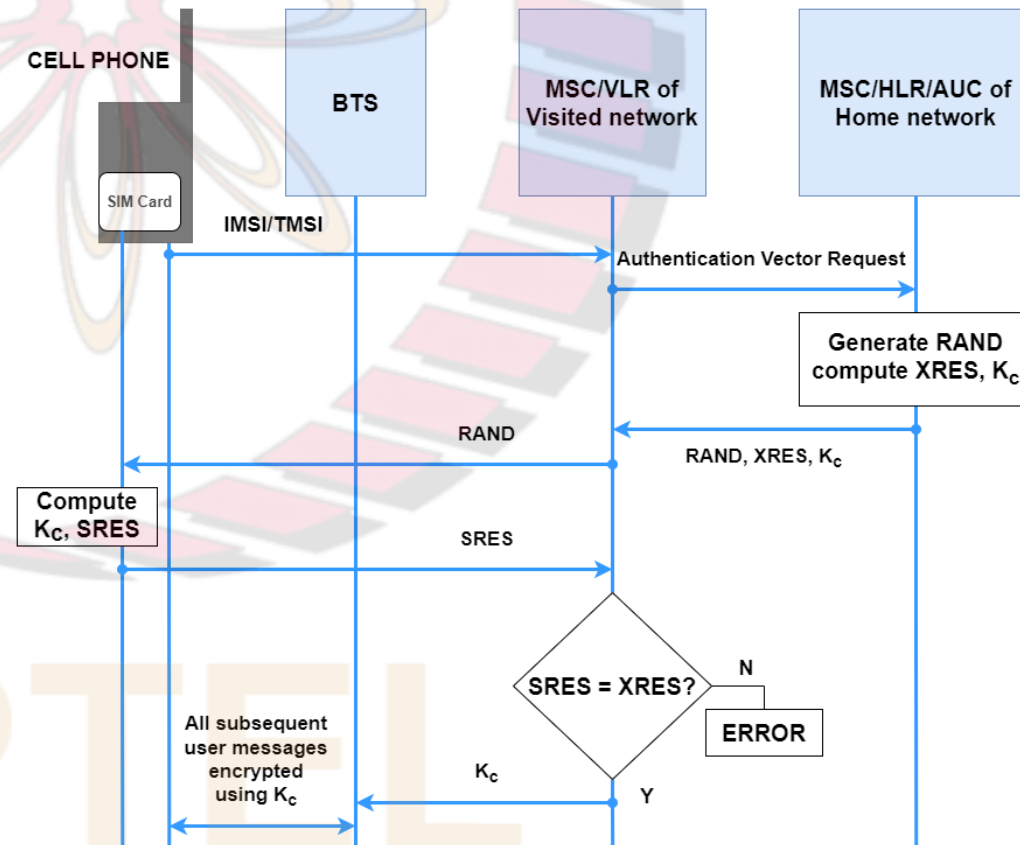 CELL PHONE
SIM Card
BTS
MSC/VLR of
Visited network
MSC/HLR/AUC of
Home network
IMSI/TMSI
Authentication Vector Request
Generate RAND
compute XRES, Kc
RAND, XRES, Kc
RAND
Compute
KC, SRES
SRES
SRES = XRES?
N
ERROR
Y
Kc
All subsequent
user messages
encrypted
using Kc
PTEL